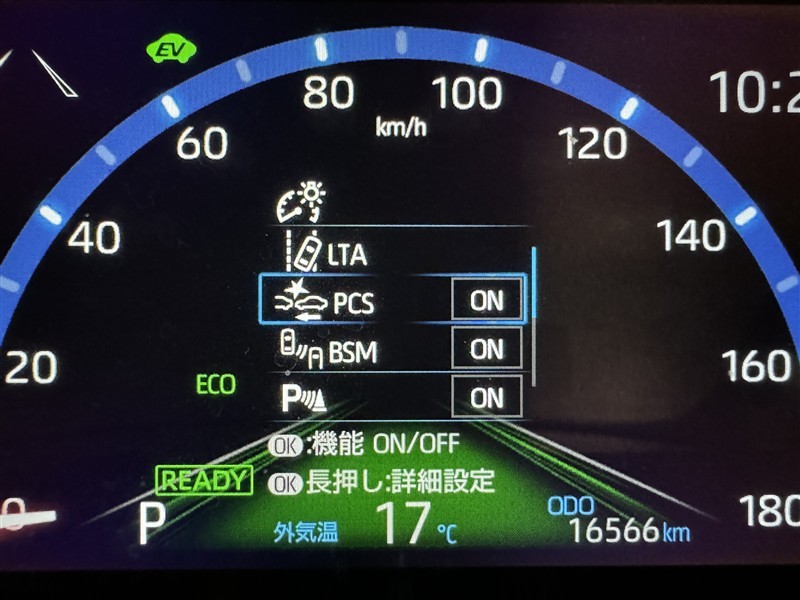 EV
80
100
10:2
km/h
60
120
40
140
LTA
PCS ON
20
BSM ON
160
ECO
P ON
OK:機能 ON/OFF
READY
OK長押し:詳細設定
0
P
外気温 17℃
ODO
16566km
180